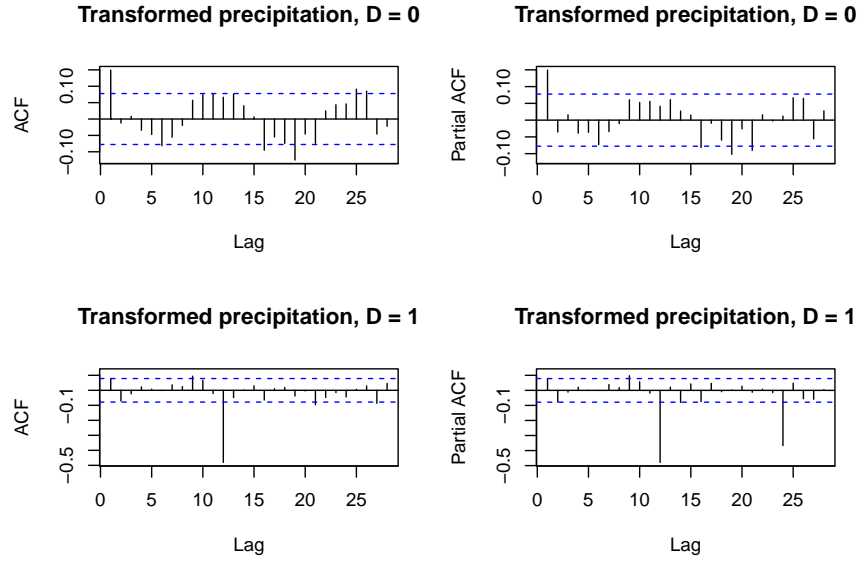 Transformed precipitation, D = 0
ACF
0.10
−0.10
0 5 10 15 20 25
Lag
Transformed precipitation, D = 0
Partial ACF
0.10
−0.10
0 5 10 15 20 25
Lag
Transformed precipitation, D = 1
ACF
−0.1
−0.5
0 5 10 15 20 25
Lag
Transformed precipitation, D = 1
Partial ACF
−0.1
−0.5
0 5 10 15 20 25
Lag